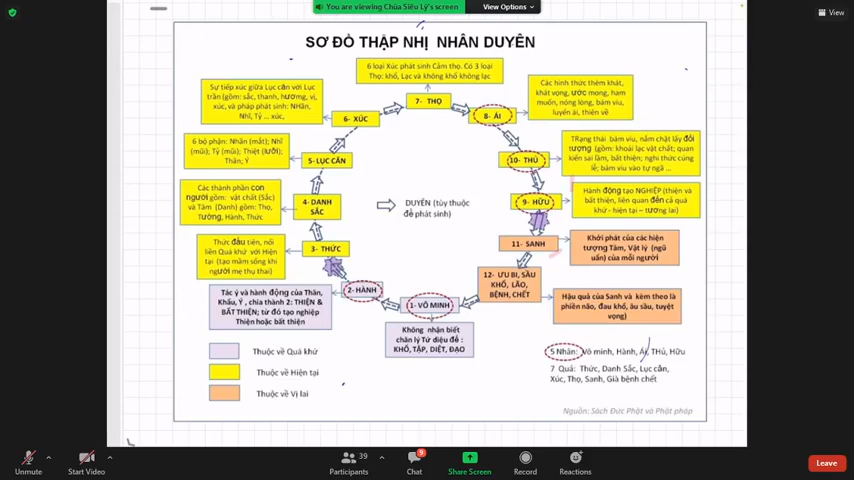 You are viewing Chùa Siêu Lý's screen
View Options
View
SƠ ĐỒ THẬP NHỊ NHÂN DUYÊN
6 loại Xúc phát sinh Cảm thọ. Có 3 loại
Thọ: khổ, Lạc và không khổ không lạc
7- THỌ
Sự tiếp xúc giữa Lục căn với Lục
trần (gồm: sắc, thanh, hương, vị,
xúc, và pháp phát sinh: NHãn,
Nhĩ, Tỷ ... xúc,
6- XÚC
8- ÁI
Các hình thức thèm khát,
khát vọng, ước mong, ham
muốn, nóng lòng, bám víu,
luyến ái, thiên về
6 bộ phận: Nhãn (mắt); Nhĩ
(mũi); Tỷ (mũi); Thiệt (lưỡi);
Thân; Ý
5- LỤC CĂN
10- THỦ
TRạng thái bám víu, nắm chặt lấy đối
tượng (gồm: khoái lạc vật chất; quan
kiến sai lầm, bất thiện; nghi thức cúng
lễ; bám víu vào tự ngã ...
Các thành phần con
người gồm: vật chất (Sắc)
và Tâm (Danh) gồm: Thọ,
Tưởng, Hành, Thức
4- DANH
SẮC
DUYÊN (tùy thuộc
để phát sinh)
9- HỮU
Hành động tạo NGHIỆP (thiện và
bất thiện, liên quan đến cả quá
khứ - hiện tại – tương lai)
Thức đầu tiên, nối
liền Quá khứ với Hiện
tại (tạo mầm sống khi
người mẹ thụ thai)
3- THỨC
11- SANH
Khởi phát của các hiện
tượng Tâm, Vật lý (ngũ
uẩn) của mỗi người
Tác ý và hành động của Thân,
Khẩu, Ý, chia thành 2: THIỆN &
BẤT THIỆN; từ đó tạo nghiệp
Thiện hoặc bất thiện
2- HÀNH
1- VÔ MINH
12- ƯU BI, SẦU
KHỔ, LÃO,
BỆNH, CHẾT
Hậu quả của Sanh và kèm theo là
phiền não, đau khổ, âu sầu, tuyệt
vọng)
Không nhận biết
chân lý Tứ diệu đế :
KHỔ, TẬP, DIỆT, ĐẠO
Thuộc về Quá khứ
Thuộc về Hiện tại
Thuộc về Vị lai
5 Nhân: Vô minh, Hành, Ái, Thủ, Hữu
7 Quả: Thức, Danh Sắc, Lục căn,
Xúc, Thọ, Sanh, Già bệnh chết
Nguồn: Sách Đức Phật và Phật pháp
39
9
Unmute
Start Video
Participants
Chat
Share Screen
Record
Reactions
Leave